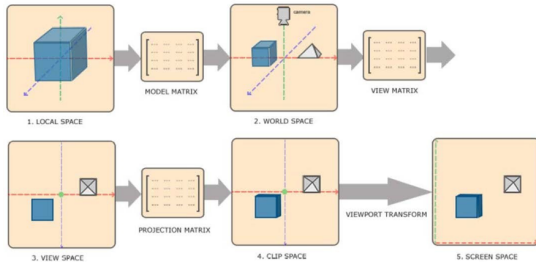 camera
MODEL MATRIX
VIEW MATRIX
1. LOCAL SPACE
2. WORLD SPACE
PROJECTION MATRIX
VIEWPORT TRANSFORM
3. VIEW SPACE
4. CLIP SPACE
5. SCREEN SPACE